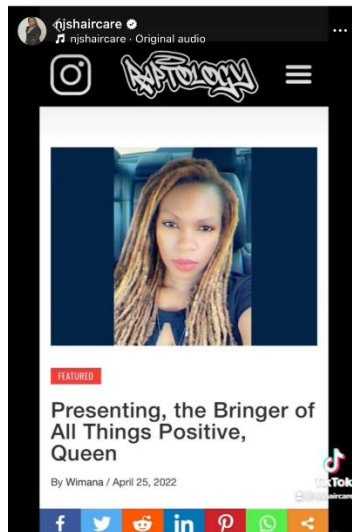 njshaircare
njshaircare · Original audio
RAPTOLOGY
FEATURED
Presenting, the Bringer of
All Things Positive,
Queen
By Wimana / April 25, 2022
TikTok